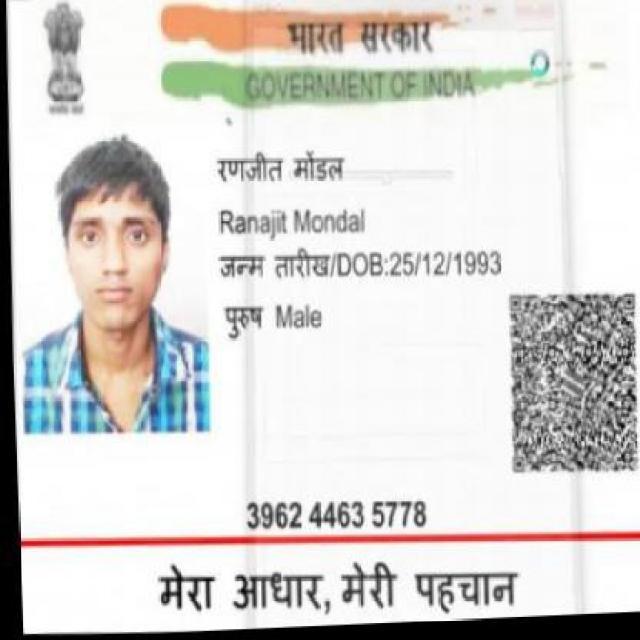 भारत सरकार
GOVERNMENT OF INDIA
रणजीत मोंडल
Ranajit Mondal
जन्म तारीख/DOB:25/12/1993
पुरुष Male
3962 4463 5778
मेरा आधार, मेरी पहचान